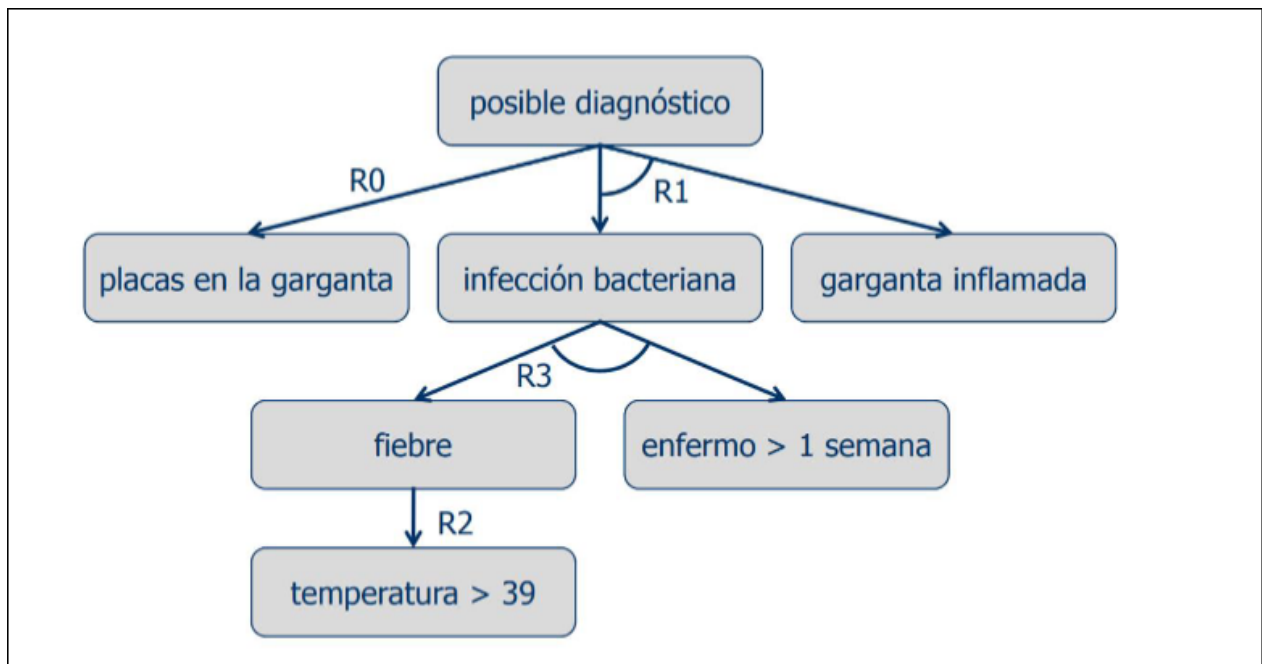 posible diagnóstico
R0
R1
placas en la garganta
infección bacteriana
garganta inflamada
R3
fiebre
enfermo > 1 semana
R2
temperatura > 39